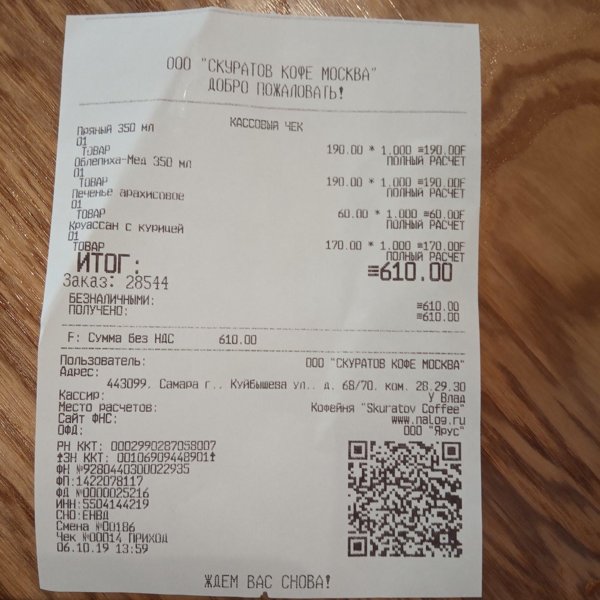 ООО "СКУРАТОВ КОФЕ МОСКВА"
ДОБРО ПОЖАЛОВАТЬ!
КАССОВЫЙ ЧЕК
Пряный 350 мл
01
ТОВАР
190.00 * 1.000 =190.00F
ПОЛНЫЙ РАСЧЕТ
Облепиха-Мед 350 мл
01
ТОВАР
190.00 * 1.000 =190.00F
ПОЛНЫЙ РАСЧЕТ
Печенье арахисовое
01
ТОВАР
60.00 * 1.000 =60.00F
ПОЛНЫЙ РАСЧЕТ
Круассан с курицей
01
ТОВАР
170.00 * 1.000 =170.00F
ПОЛНЫЙ РАСЧЕТ
ИТОГ: =610.00
Заказ: 28544
БЕЗНАЛИЧНЫМИ: =610.00
ПОЛУЧЕНО: =610.00
F: Сумма без НДС 610.00
Пользователь: ООО "СКУРАТОВ КОФЕ МОСКВА"
Адрес:
443099, Самара г., Куйбышева ул., д. 68/70, ком. 28,29,30
Кассир: У Влад
Место расчетов: Кофейня "Skuratov Coffee"
Сайт ФНС: www.nalog.ru
ОФД: ООО "Ярус"
РН ККТ: 0002990287058007
ЗН ККТ: 00106909448901
ФН №9280440300022935
ФП:1422078117
ФД №0000025216
ИНН:5504144219
СНО:ЕНВД
Смена №00186
Чек №00014 ПРИХОД
06.10.19 13:59
ЖДЕМ ВАС СНОВА!